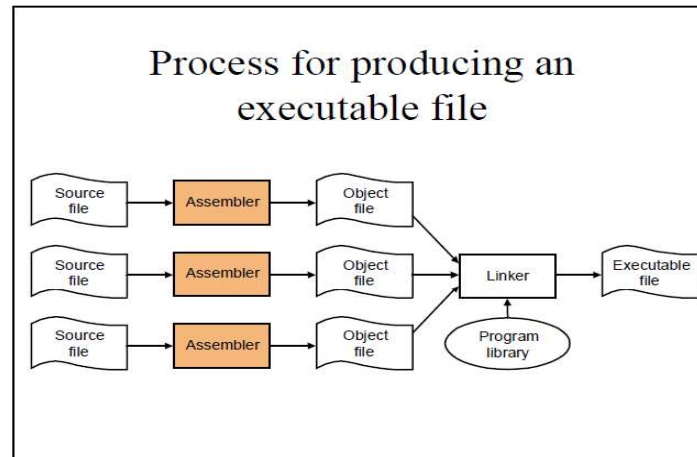 Process for producing an
executable file
Source
file
Assembler
Object
file
Source
file
Assembler
Object
file
Linker
Executable
file
Source
file
Assembler
Object
file
Program
library